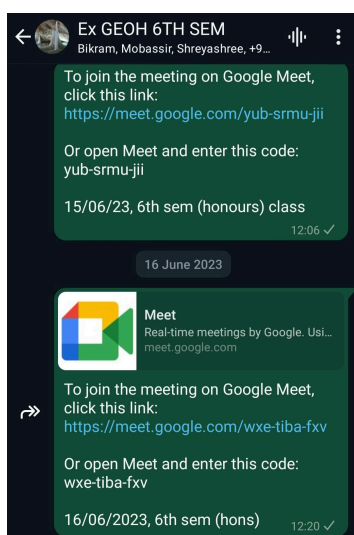 Ex GEOH 6TH SEM
Bikram, Mobassir, Shreyashree, +9...
To join the meeting on Google Meet,
click this link:
https://meet.google.com/yub-srmu-jii
Or open Meet and enter this code:
yub-srmu-jii
15/06/23, 6th sem (honours) class
12:06
16 June 2023
Meet
Real-time meetings by Google. Usi...
meet.google.com
To join the meeting on Google Meet,
click this link:
https://meet.google.com/wxe-tiba-fxv
Or open Meet and enter this code:
wxe-tiba-fxv
16/06/2023, 6th sem (hons)
12:20